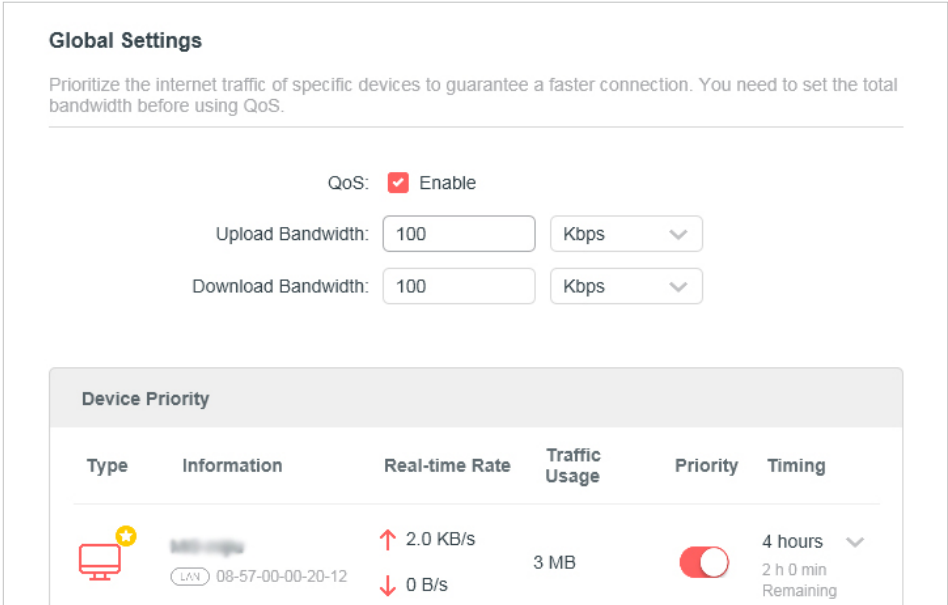 Global Settings
Prioritize the internet traffic of specific devices to guarantee a faster connection. You need to set the total
bandwidth before using QoS.
QoS: Enable
Upload Bandwidth: 100 Kbps
Download Bandwidth: 100 Kbps
Device Priority
Type Information Real-time Rate Traffic Usage Priority Timing
2.0 KB/s
4 hours
3 MB
LAN 08-57-00-00-20-12
0 B/s
2 h 0 min
Remaining